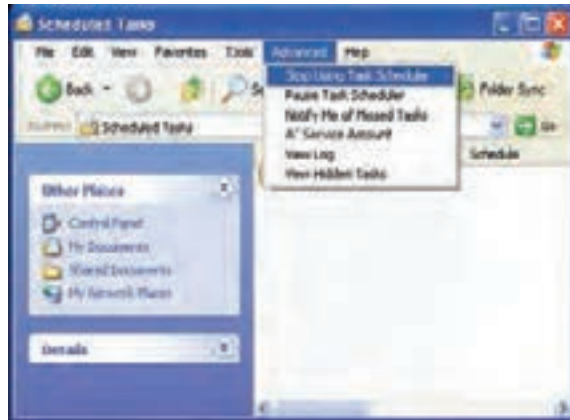 Scheduled Tasks
File Edit View Favorites Tools Advanced Help
Back Folder Sync
Scheduled Tasks Go
Stop Using Task Scheduler
Pause Task Scheduler
Notify Me of Missed Tasks
AT Service Account
View Log
View Hidden Tasks
Schedule
Other Places
Control Panel
My Documents
Shared Documents
My Network Places
Details